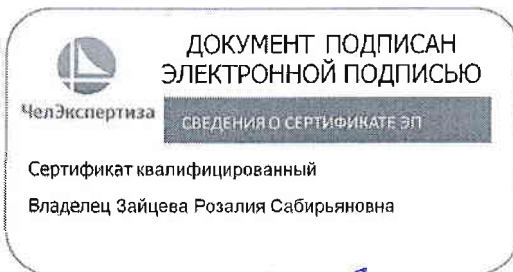 ДОКУМЕНТ ПОДПИСАН
ЭЛЕКТРОННОЙ ПОДПИСЬЮ
ЧелЭкспертиза
СВЕДЕНИЯ О СЕРТИФИКАТЕ ЭП
Сертификат квалифицированный
Владелец Зайцева Розалия Сабирьяновна